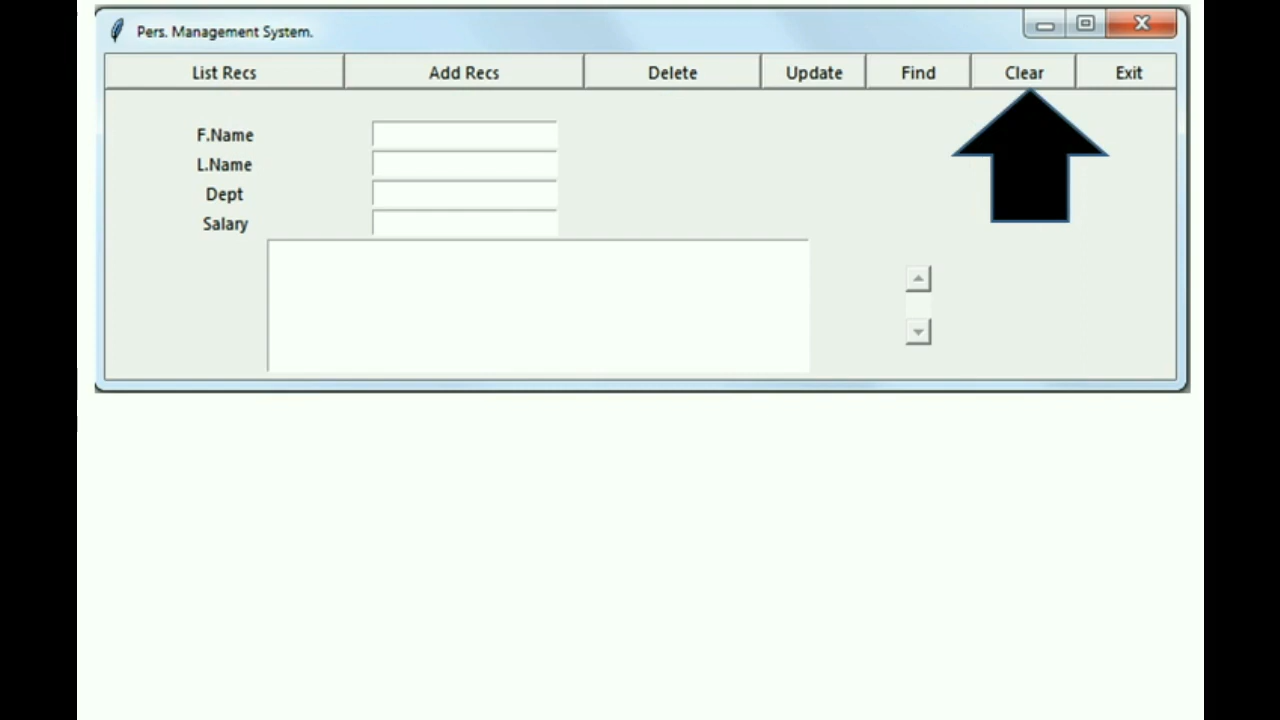 Pers. Management System.
List Recs Add Recs Delete Update Find Clear Exit
F.Name
L.Name
Dept
Salary